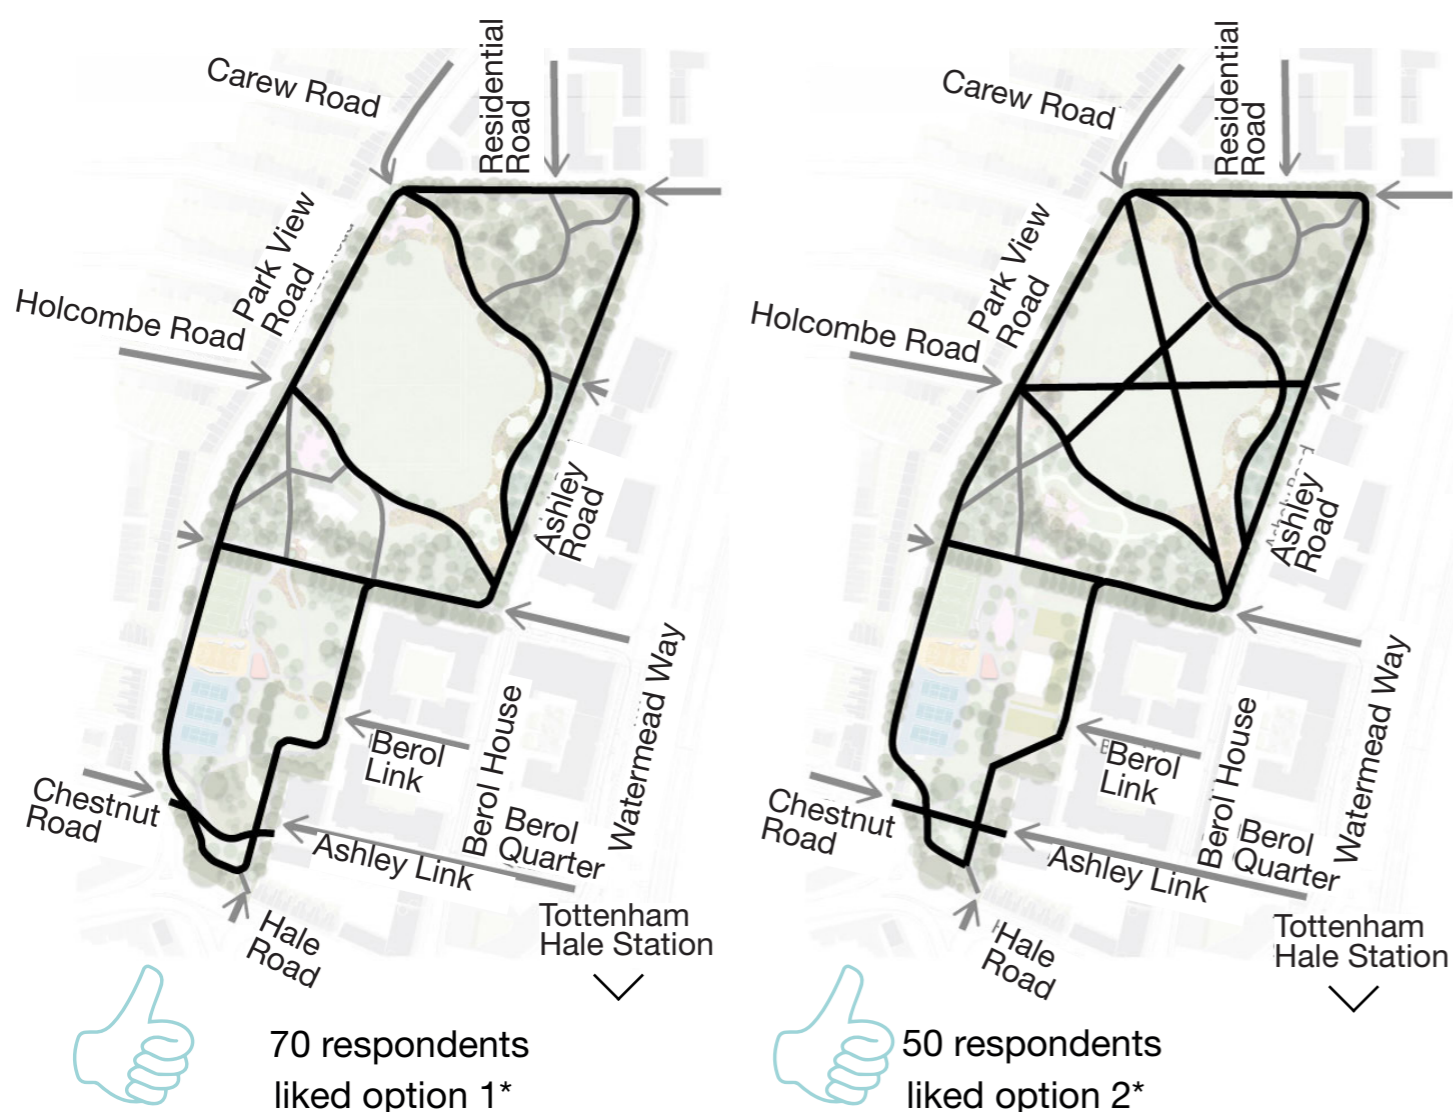 Carew Road
Residential
Road
Park View
Road
Holcombe Road
Ashley
Road
Watermead Way
Berol House
Berol
Link
Chestnut
Road
Berol
Quarter
Ashley Link
Hale
Road
Tottenham
Hale Station
70 respondents
liked option 1*
Carew Road
Residential
Road
Park View
Road
Holcombe Road
Ashley
Road
Watermead Way
Berol House
Berol
Link
Chestnut
Road
Berol
Quarter
Ashley Link
Hale
Road
Tottenham
Hale Station
50 respondents
liked option 2*